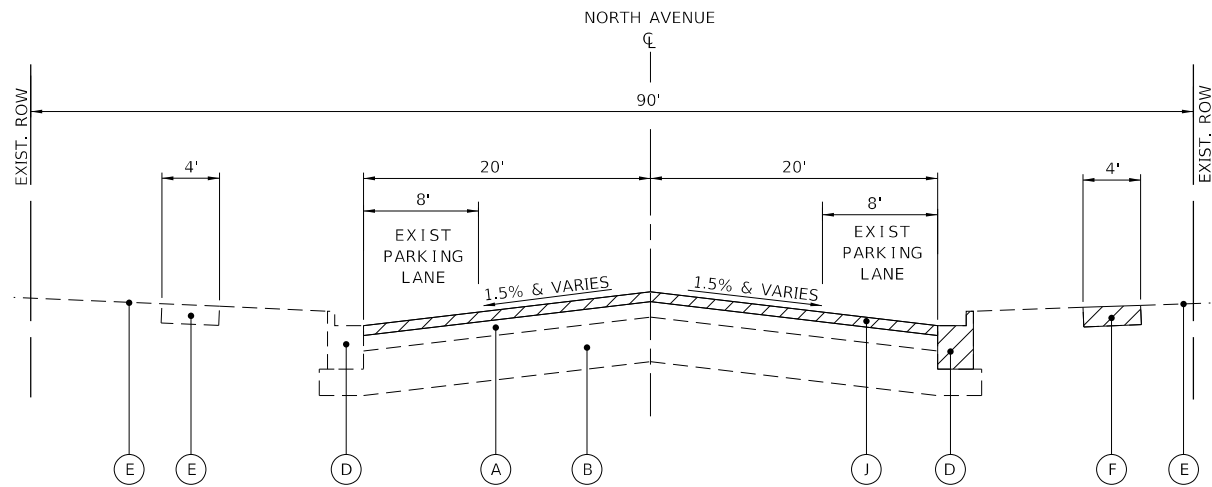 NORTH AVENUE
℄
90'
EXIST. ROW
EXIST. ROW
4'
20'
20'
4'
8'
8'
EXIST
PARKING
LANE
EXIST
PARKING
LANE
1.5% & VARIES
1.5% & VARIES
E
E
D
A
B
J
D
F
E